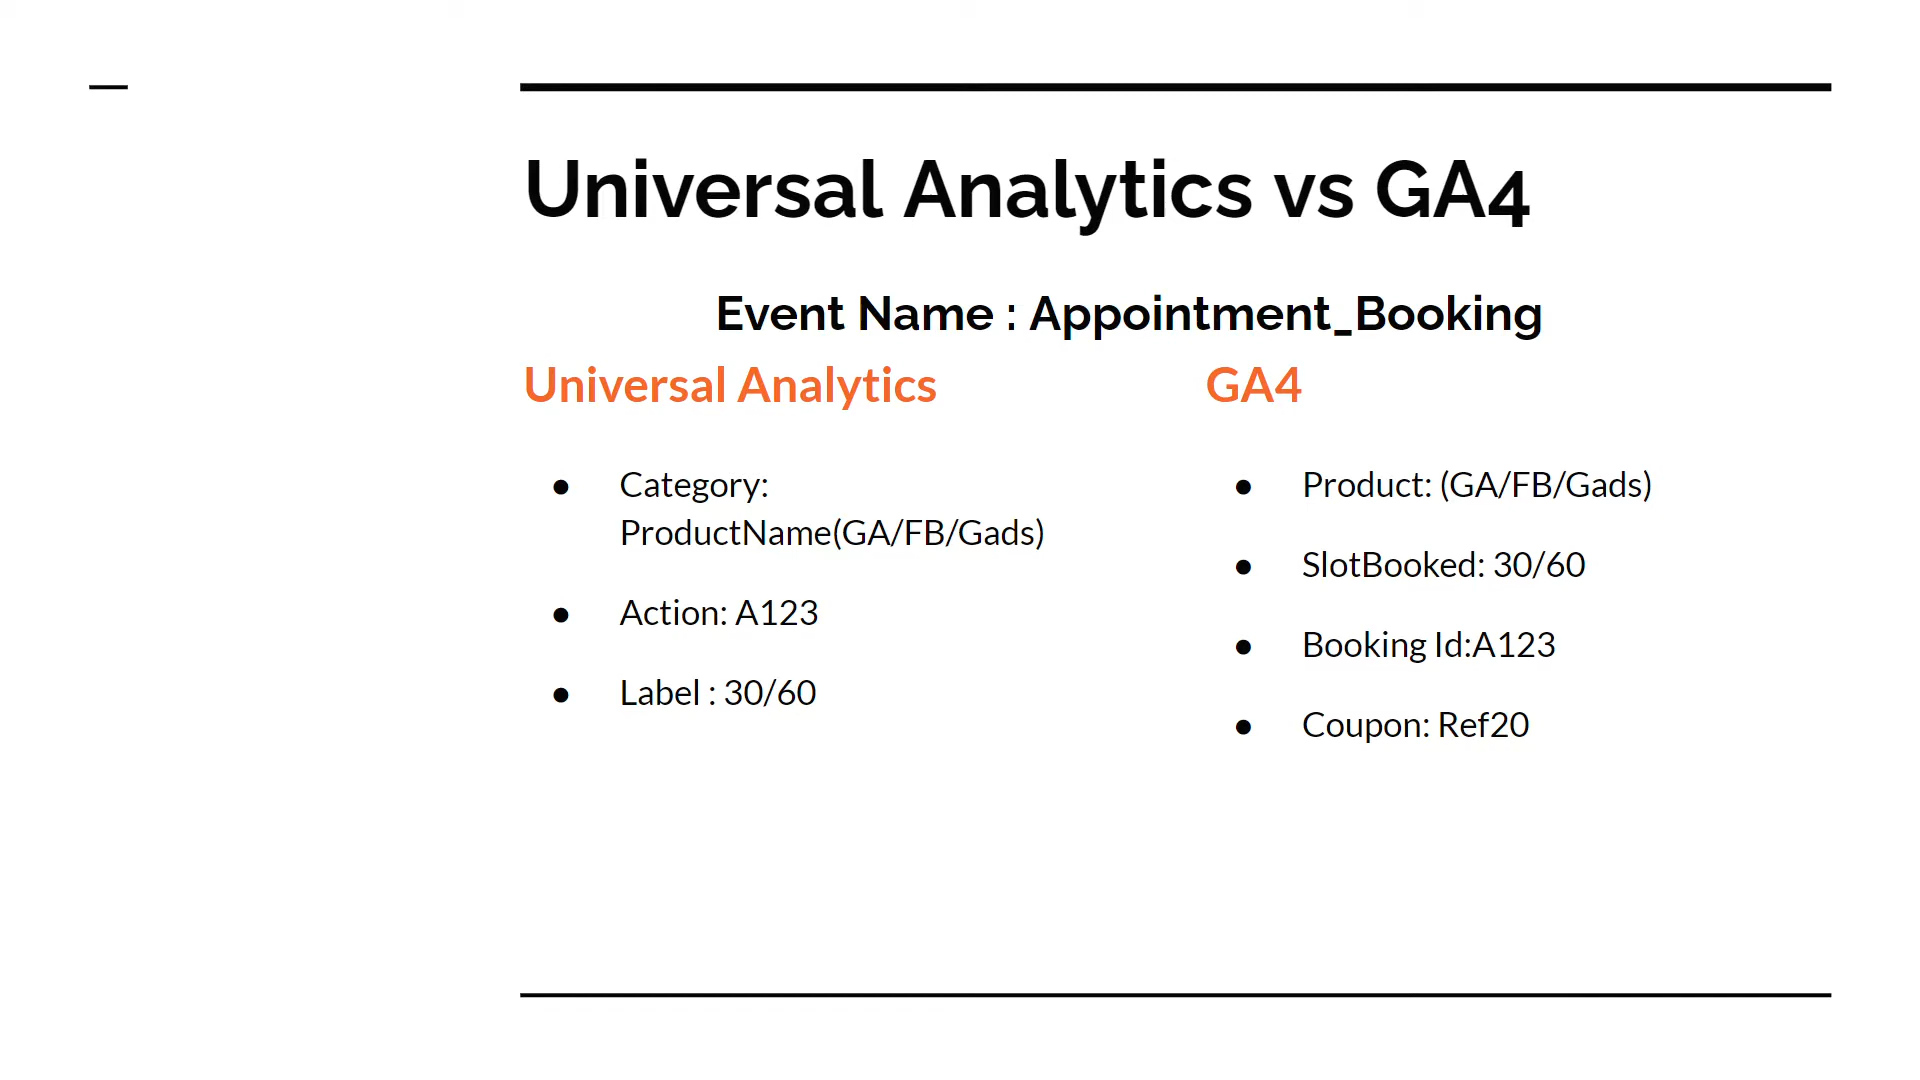 Universal Analytics vs GA4
Event Name : Appointment_Booking
Universal Analytics
● Category:
ProductName(GA/FB/Gads)
● Action: A123
● Label : 30/60
GA4
● Product: (GA/FB/Gads)
● SlotBooked: 30/60
● Booking Id:A123
● Coupon: Ref20